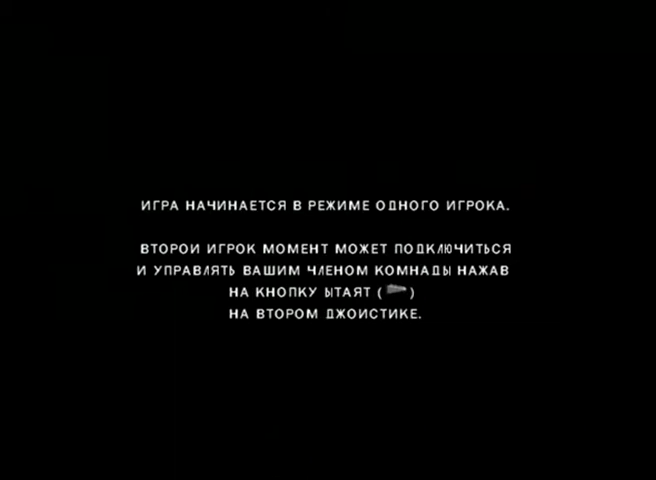 ИГРА НАЧИНАЕТСЯ В РЕЖИМЕ ОДНОГО ИГРОКА.
ВТОРОИ ИГРОК МОМЕНТ МОЖЕТ ПОДКЛЮЧИТЬСЯ
И УПРАВЛЯТЬ ВАШИМ ЧЛЕНОМ КОМНАДЫ НАЖАВ
НА КНОПКУ ЫТАЯТ ( )
НА ВТОРОМ ДЖОИСТИКЕ.